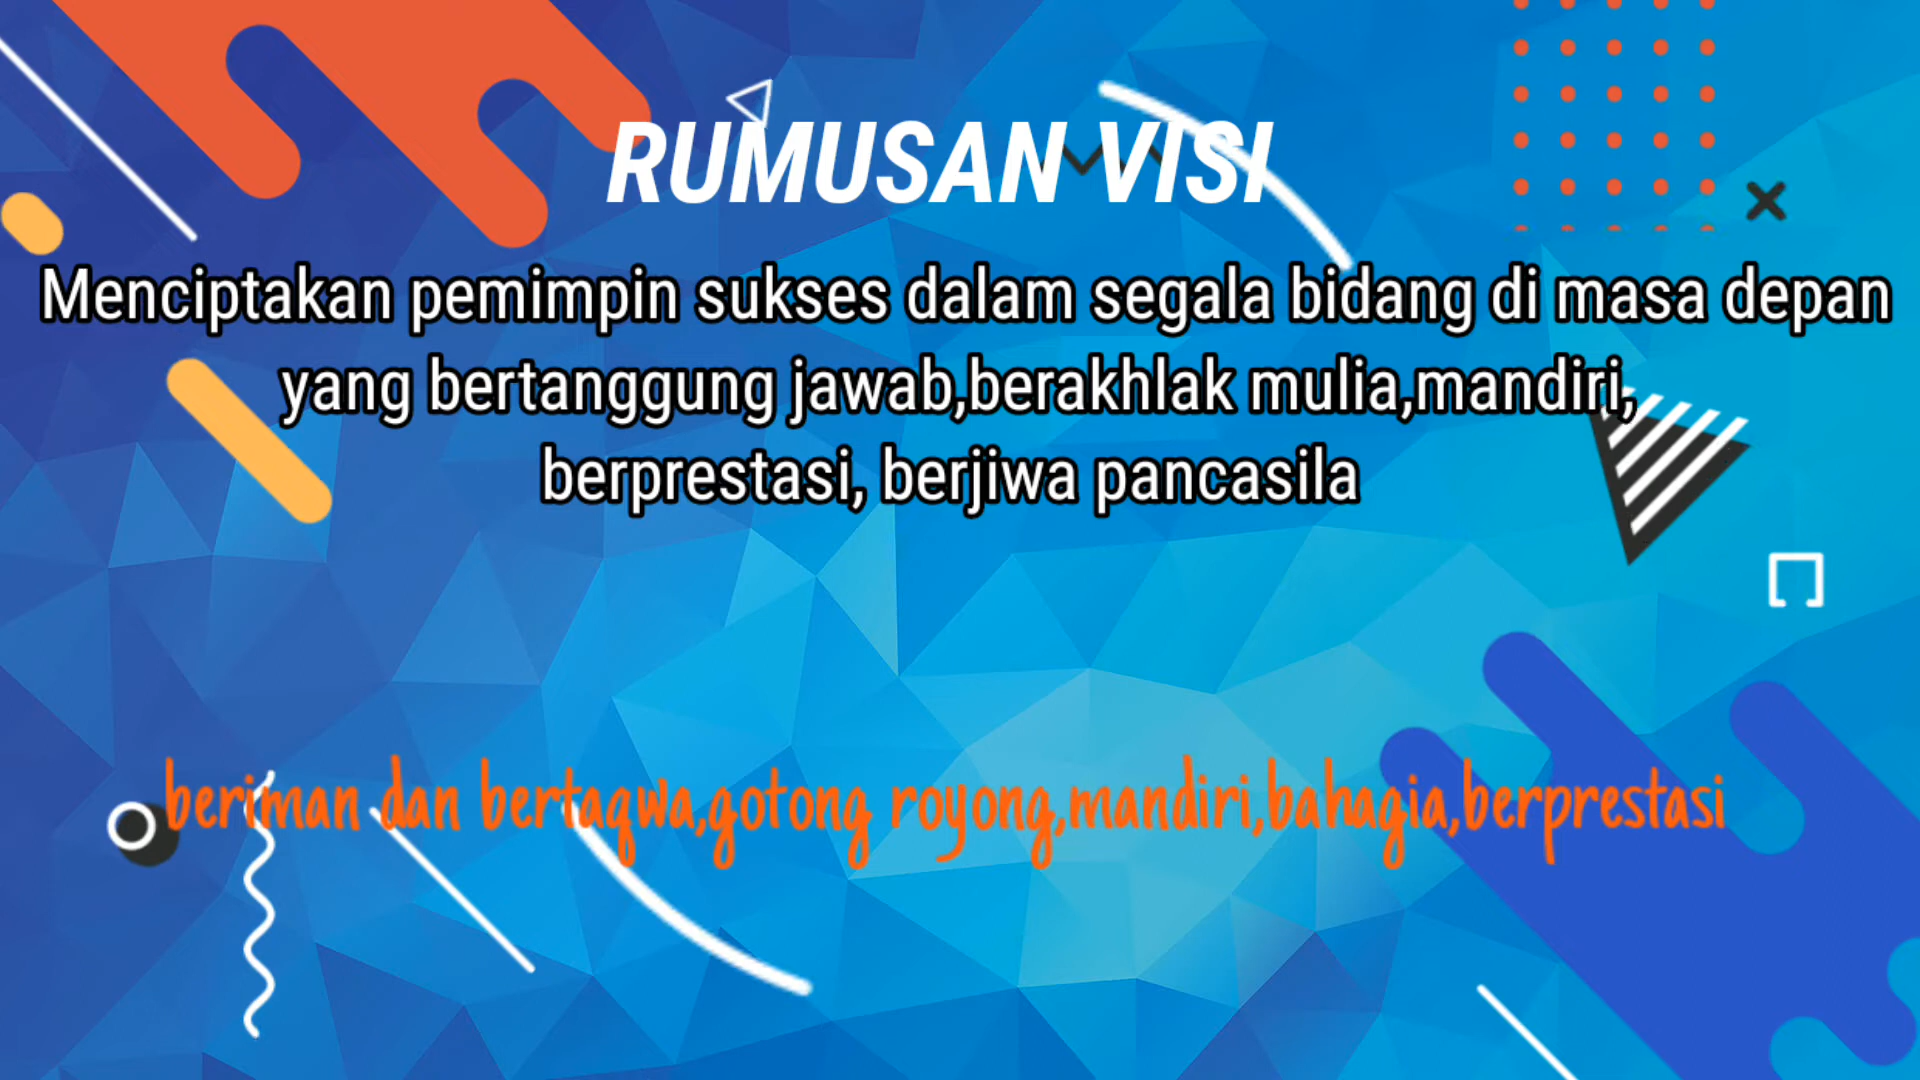 RUMUSAN VISI
Menciptakan pemimpin sukses dalam segala bidang di masa depan
yang bertanggung jawab,berakhlak mulia,mandiri,
berprestasi, berjiwa pancasila
beriman dan bertaqwa,gotong royong,mandiri,bahagia,berprestasi